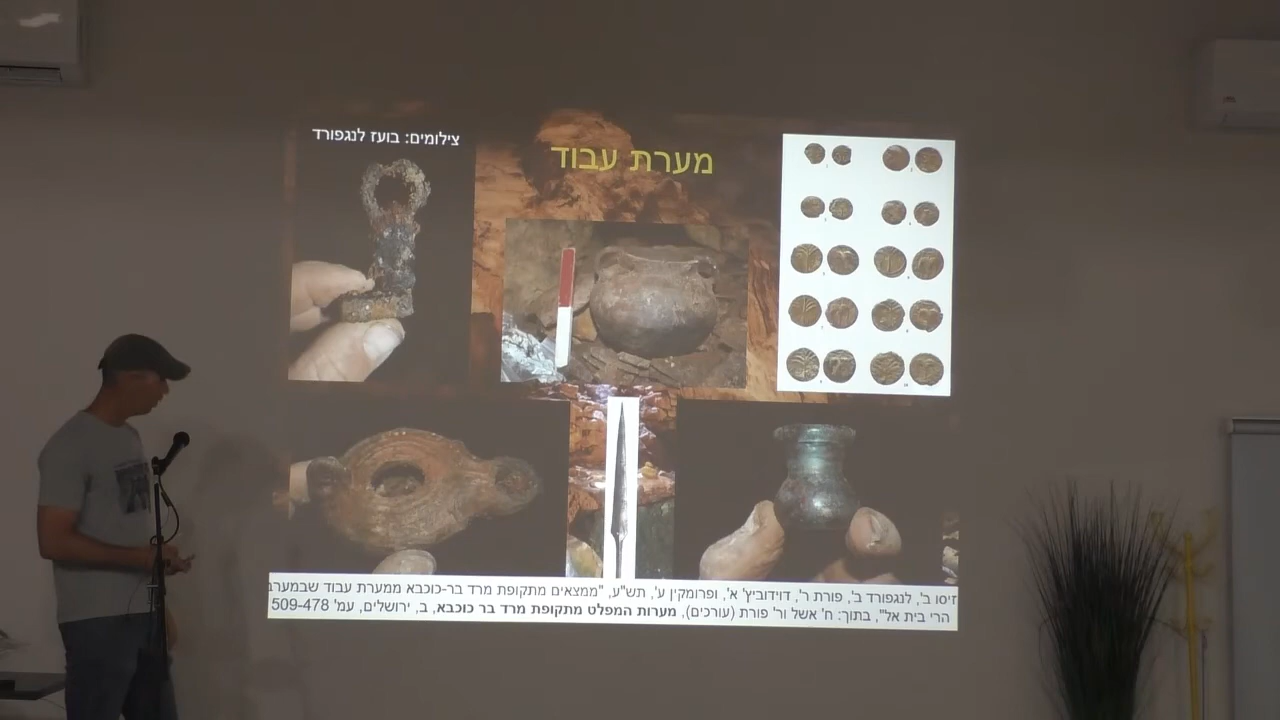 צילומים: בועז לנגפורד
מערת עבוד
זיסו ב', לנגפורד ב', פורת ר', דוידוביץ' א', ופרומקין ע', תש"ע, "ממצאים מתקופת מרד בר-כוכבא ממערת עבוד שבמערב
הרי בית אל", בתוך: ח' אשל ור' פורת (עורכים), מערות המפלט מתקופת מרד בר כוכבא, ב, ירושלים, עמ' 509-478